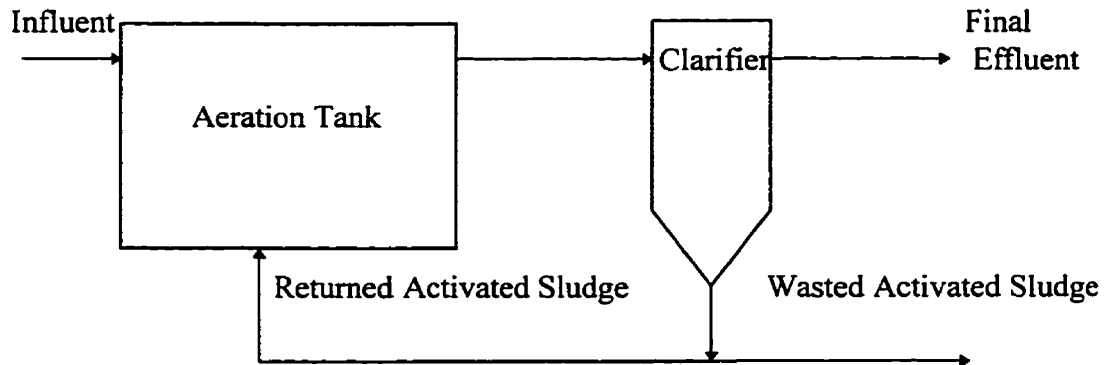 Influent
Final
Effluent
Clarifier
Aeration Tank
Returned Activated Sludge
Wasted Activated Sludge